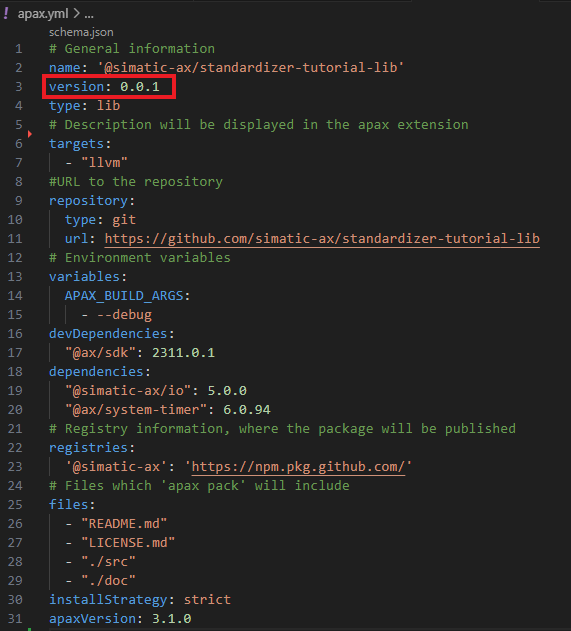 ! apax.yml > ...
schema.json
1 # General information
2 name: '@simatic-ax/standardizer-tutorial-lib'
3 version: 0.0.1
4 type: lib
5 # Description will be displayed in the apax extension
6 targets:
7 - "llvm"
8 #URL to the repository
9 repository:
10 type: git
11 url: https://github.com/simatic-ax/standardizer-tutorial-lib
12 # Environment variables
13 variables:
14 APAX_BUILD_ARGS:
15 - --debug
16 devDependencies:
17 "@ax/sdk": 2311.0.1
18 dependencies:
19 "@simatic-ax/io": 5.0.0
20 "@ax/system-timer": 6.0.94
21 # Registry information, where the package will be published
22 registries:
23 '@simatic-ax': 'https://npm.pkg.github.com/'
24 # Files which 'apax pack' will include
25 files:
26 - "README.md"
27 - "LICENSE.md"
28 - "./src"
29 - "./doc"
30 installStrategy: strict
31 apaxVersion: 3.1.0